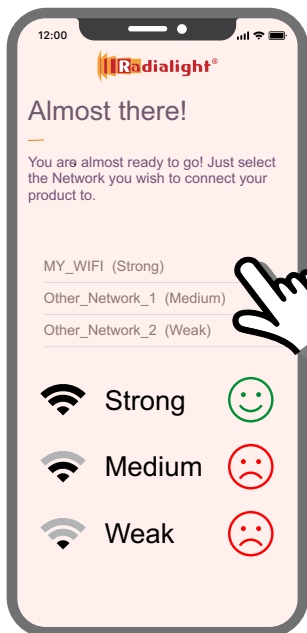 12:00
Radialight®
Almost there!
You are almost ready to go! Just select
the Network you wish to connect your
product to.
MY_WIFI (Strong)
Other_Network_1 (Medium)
Other_Network_2 (Weak)
Strong
Medium
Weak